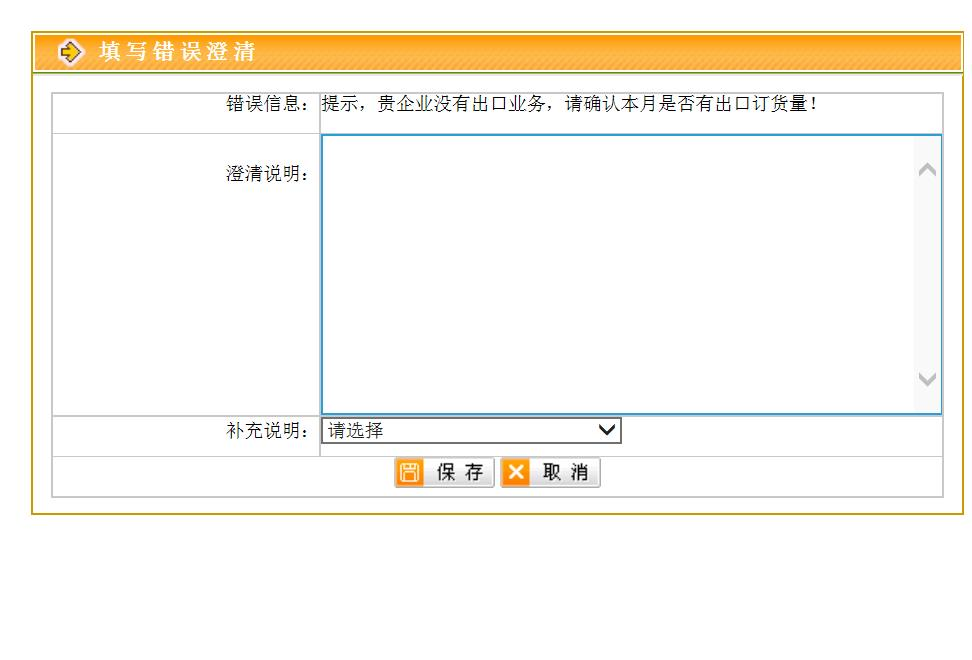 填写错误澄清
错误信息：提示，贵企业没有出口业务，请确认本月是否有出口订货量！
澄清说明：
补充说明：请选择
保存 取消